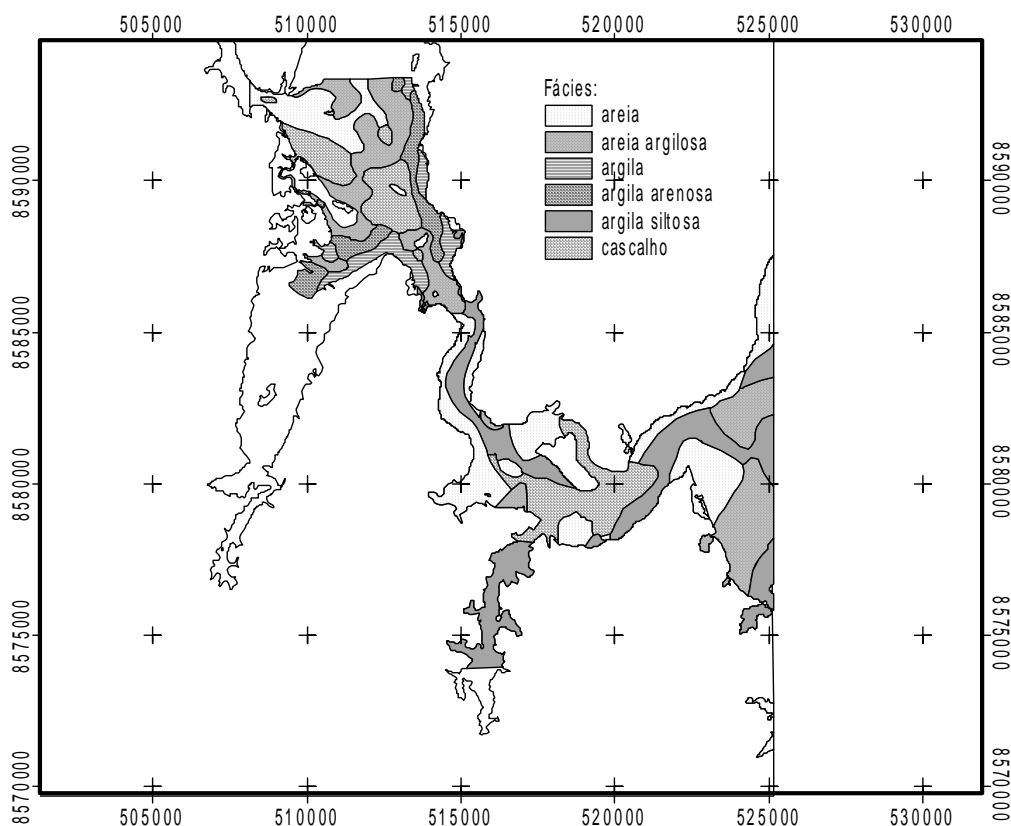 505000 510000 515000 520000 525000 530000
Fácies:
areia
areia argilosa
argila
argila arenosa
argila siltosa
cascalho
8590000 8590000
8585000 8585000
8580000 8580000
8575000 8575000
8570000 8570000
505000 510000 515000 520000 525000 530000